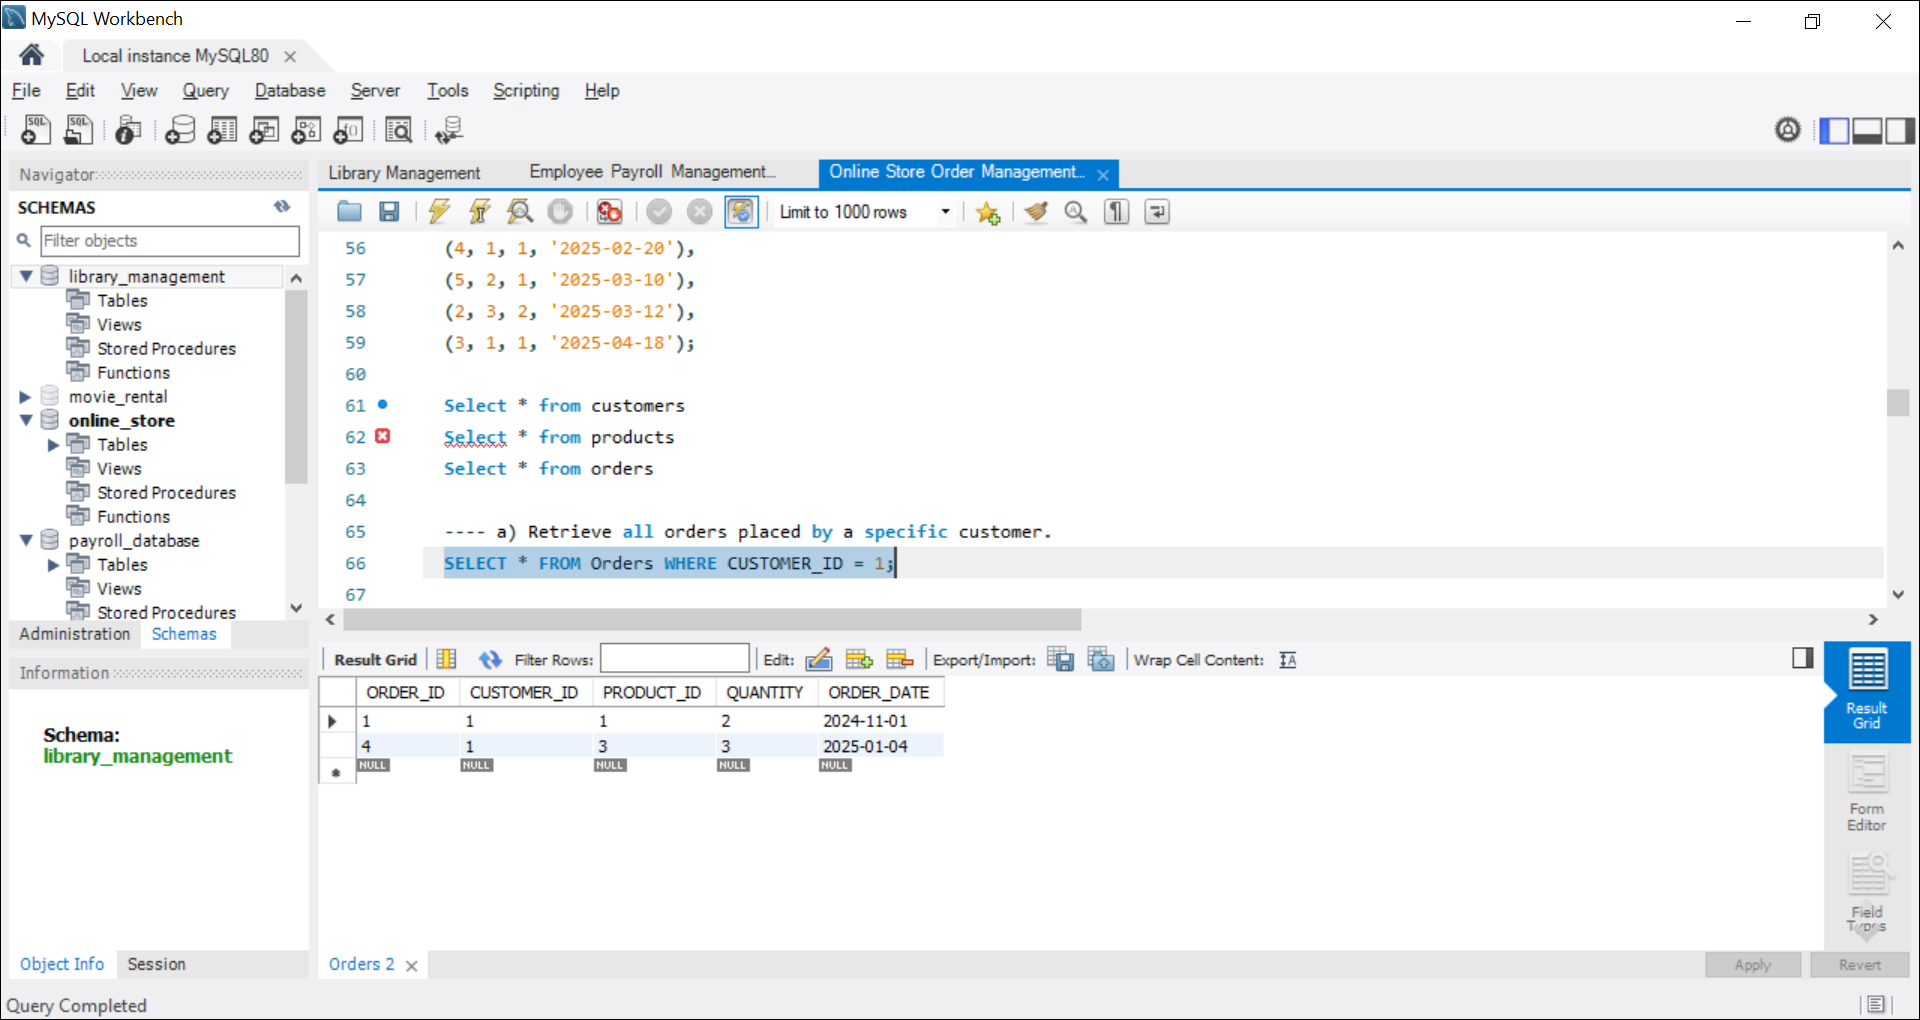 MySQL Workbench
Local instance MySQL80
File Edit View Query Database Server Tools Scripting Help
Navigator
SCHEMAS
Filter objects
library_management
Tables
Views
Stored Procedures
Functions
movie_rental
online_store
Tables
Views
Stored Procedures
Functions
payroll_database
Tables
Views
Stored Procedures
Administration Schemas
Information
Schema:
library_management
Object Info Session
Library Management Employee Payroll Management... Online Store Order Management...
Limit to 1000 rows
56 (4, 1, 1, '2025-02-20'),
57 (5, 2, 1, '2025-03-10'),
58 (2, 3, 2, '2025-03-12'),
59 (3, 1, 1, '2025-04-18');
60
61 Select * from customers
62 Select * from products
63 Select * from orders
64
65 ---- a) Retrieve all orders placed by a specific customer.
66 SELECT * FROM Orders WHERE CUSTOMER_ID = 1;
67
Result Grid Filter Rows: Edit: Export/Import: Wrap Cell Content:
ORDER_ID CUSTOMER_ID PRODUCT_ID QUANTITY ORDER_DATE
1 1 1 2 2024-11-01
4 1 3 3 2025-01-04
NULL NULL NULL NULL NULL
Result
Grid
Form
Editor
Field
Types
Orders 2
Apply Revert
Query Completed